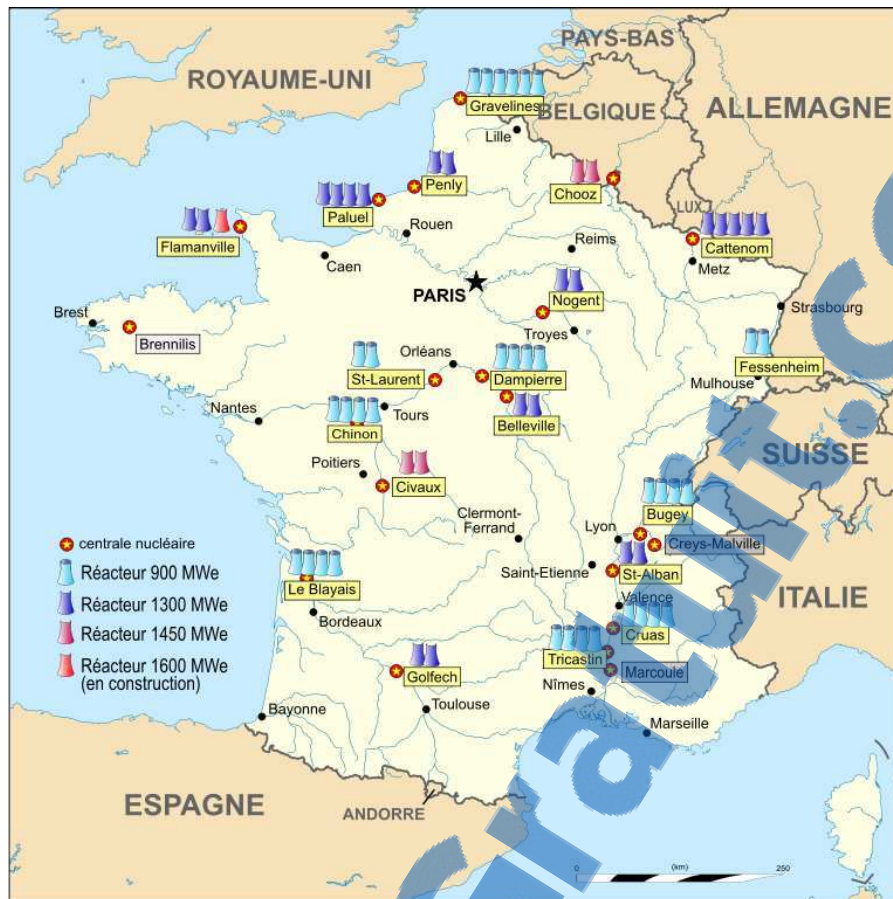 PAYS-BAS
ROYAUME-UNI
ALLEMAGNE
Gravelines
BELGIQUE
Lille
Penly
Chooz
Paluel
LUX.
Flamanville
Rouen
Reims
Cattenom
Caen
Metz
PARIS
Nogent
Brest
Strasbourg
Brennilis
Troyes
Orléans
St-Laurent
Dampierre
Fessenheim
Mulhouse
Nantes
Tours
Belleville
Chinon
SUISSE
Poitiers
Civaux
Bugey
Clermont-
Ferrand
Lyon
Creys-Malville
centrale nucléaire
St-Alban
Réacteur 900 MWe
Saint-Etienne
Le Blayais
Valence
ITALIE
Réacteur 1300 MWe
Bordeaux
Cruas
Réacteur 1450 MWe
Tricastin
Réacteur 1600 MWe
(en construction)
Golfech
Marcoule
Nîmes
Bayonne
Toulouse
Marseille
ESPAGNE
ANDORRE
0
(km)
250
Gratuit.c